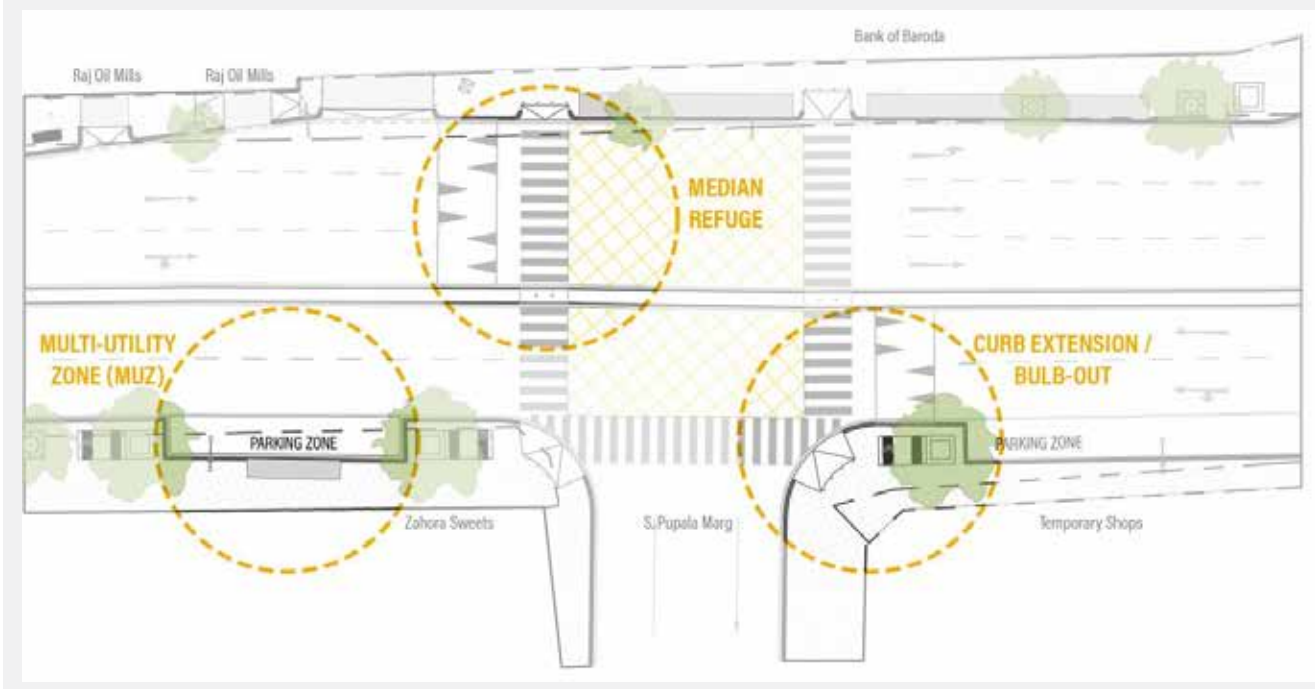 Bank of Baroda
Raj Oil Mills
Raj Oil Mills
MEDIAN
REFUGE
MULTI-UTILITY
ZONE (MUZ)
CURB EXTENSION /
BULB-OUT
PARKING ZONE
PARKING ZONE
Zahora Sweets
S. Pupala Marg
Temporary Shops